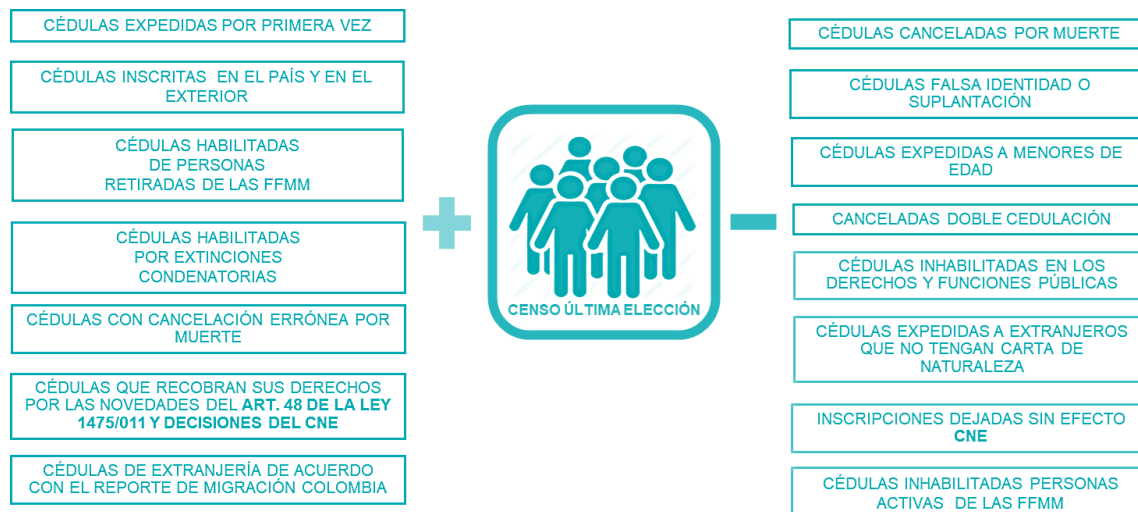 CÉDULAS EXPEDIDAS POR PRIMERA VEZ
CÉDULAS INSCRITAS EN EL PAÍS Y EN EL
EXTERIOR
CÉDULAS HABILITADAS
DE PERSONAS
RETIRADAS DE LAS FFMM
CÉDULAS HABILITADAS
POR EXTINCIONES
CONDENATORIAS
CÉDULAS CON CANCELACIÓN ERRÓNEA POR
MUERTE
CÉDULAS QUE RECOBRAN SUS DERECHOS
POR LAS NOVEDADES DEL ART. 48 DE LA LEY
1475/011 Y DECISIONES DEL CNE
CÉDULAS DE EXTRANJERÍA DE ACUERDO
CON EL REPORTE DE MIGRACIÓN COLOMBIA
CENSO ÚLTIMA ELECCIÓN
CÉDULAS CANCELADAS POR MUERTE
CÉDULAS FALSA IDENTIDAD O
SUPLANTACIÓN
CÉDULAS EXPEDIDAS A MENORES DE
EDAD
CANCELADAS DOBLE CEDULACIÓN
CÉDULAS INHABILITADAS EN LOS
DERECHOS Y FUNCIONES PÚBLICAS
CÉDULAS EXPEDIDAS A EXTRANJEROS
QUE NO TENGAN CARTA DE
NATURALEZA
INSCRIPCIONES DEJADAS SIN EFECTO
CNE
CÉDULAS INHABILITADAS PERSONAS
ACTIVAS DE LAS FFMM